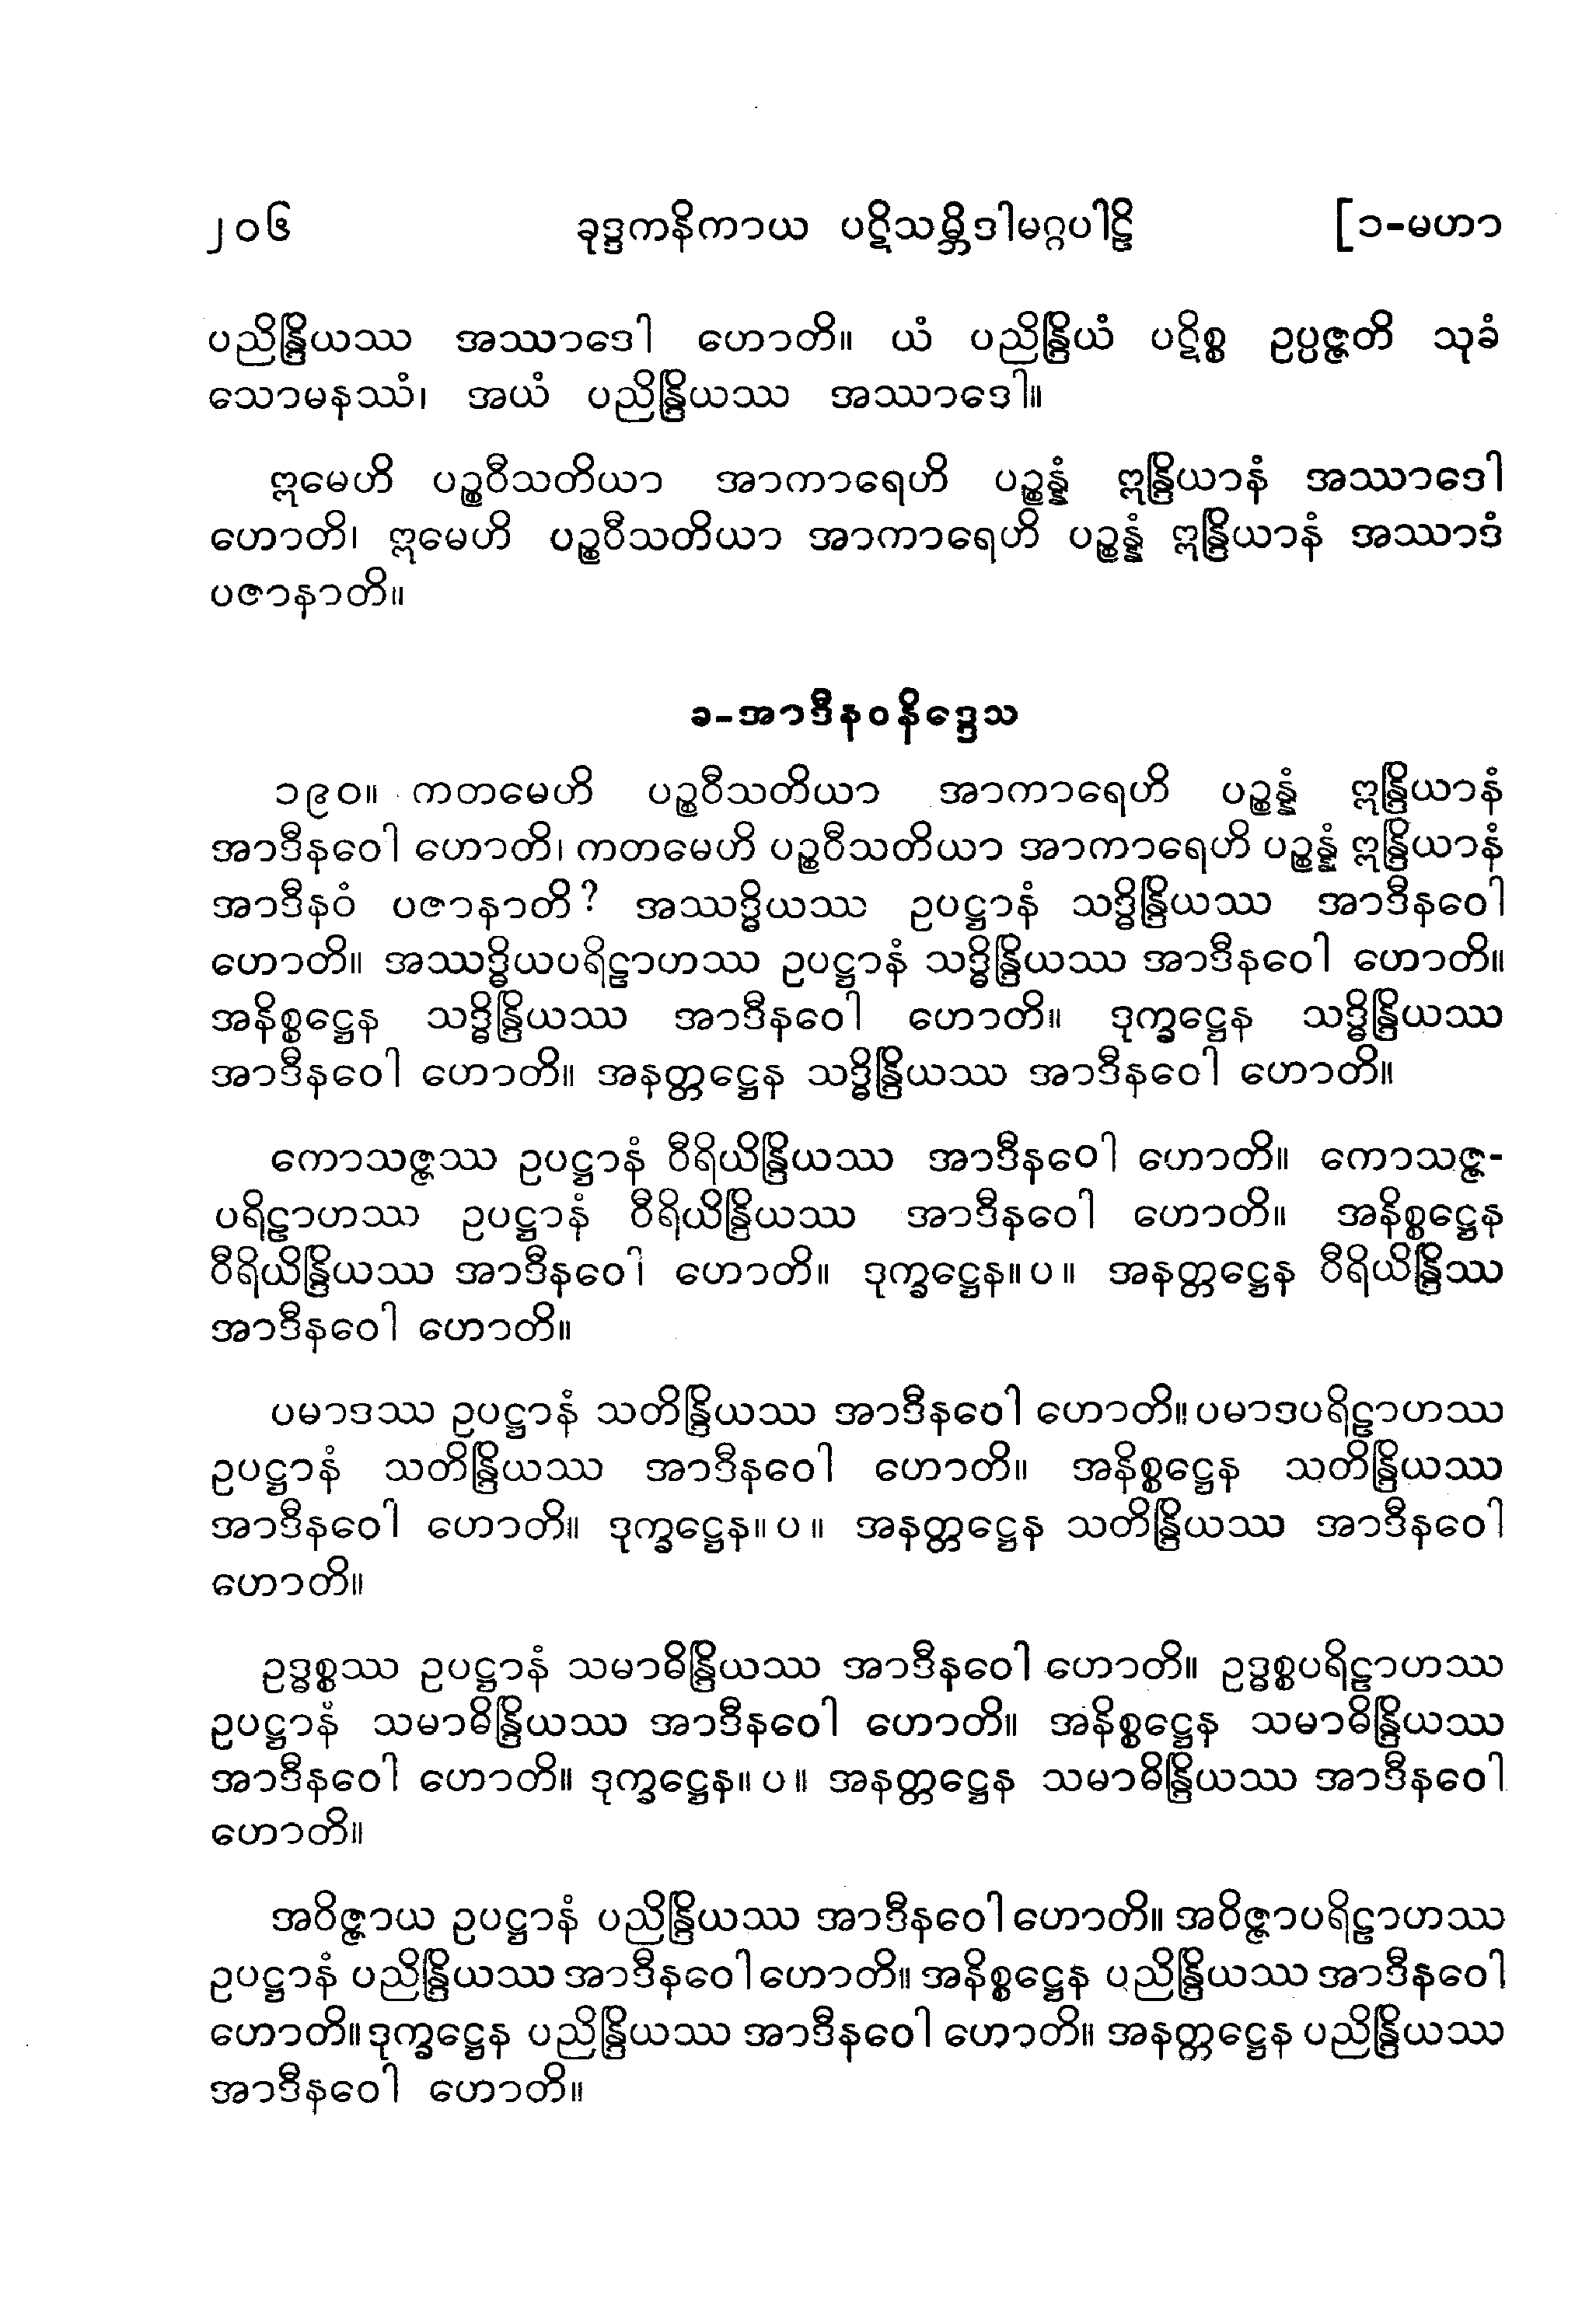 ၂၀၆ ခုဒ္ဒကနိကာယ ပဋိသမ္ဘိဒါမဂ္ဂပါဠိ [၁-မဟာ
ပညိန္ဒြိယဿ အဿာဒေါ ဟောတိ။ ယံ ပညိန္ဒြိယံ ပဋိစ္စ ဥပ္ပဇ္ဇတိ သုခံ
သောမနဿံ၊ အယံ ပညိန္ဒြိယဿ အဿာဒေါ။
ဣမေဟိ ပဉ္စဝီသတိယာ အာကာရေဟိ ပဉ္စန္နံ ဣန္ဒြိယာနံ အဿာဒေါ
ဟောတိ၊ ဣမေဟိ ပဉ္စဝီသတိယာ အာကာရေဟိ ပဉ္စန္နံ ဣန္ဒြိယာနံ အဿာဒံ
ပဇာနာတိ။
ခ-အာဒီနဝနိဒ္ဒေသ
၁၉၀။ ကတမေဟိ ပဉ္စဝီသတိယာ အာကာရေဟိ ပဉ္စန္နံ ဣန္ဒြိယာနံ
အာဒီနဝေါ ဟောတိ၊ ကတမေဟိ ပဉ္စဝီသတိယာ အာကာရေဟိ ပဉ္စန္နံ ဣန္ဒြိယာနံ
အာဒီနဝံ ပဇာနာတိ? အဿဒ္ဓိယဿ ဥပဋ္ဌာနံ သဒ္ဓိန္ဒြိယဿ အာဒီနဝေါ
ဟောတိ။ အဿဒ္ဓိယပရိဠာဟဿ ဥပဋ္ဌာနံ သဒ္ဓိန္ဒြိယဿ အာဒီနဝေါ ဟောတိ။
အနိစ္စဋ္ဌေန သဒ္ဓိန္ဒြိယဿ အာဒီနဝေါ ဟောတိ။ ဒုက္ခဋ္ဌေန သဒ္ဓိန္ဒြိယဿ
အာဒီနဝေါ ဟောတိ။ အနတ္တဋ္ဌေန သဒ္ဓိန္ဒြိယဿ အာဒီနဝေါ ဟောတိ။
ကောသဇ္ဇဿ ဥပဋ္ဌာနံ ဝီရိယိန္ဒြိယဿ အာဒီနဝေါ ဟောတိ။ ကောသဇ္ဇ-
ပရိဠာဟဿ ဥပဋ္ဌာနံ ဝီရိယိန္ဒြိယဿ အာဒီနဝေါ ဟောတိ။ အနိစ္စဋ္ဌေန
ဝီရိယိန္ဒြိယဿ အာဒီနဝေါ ဟောတိ။ ဒုက္ခဋ္ဌေန။ပ။ အနတ္တဋ္ဌေန ဝီရိယိန္ဒြိဿ
အာဒီနဝေါ ဟောတိ။
ပမာဒဿ ဥပဋ္ဌာနံ သတိန္ဒြိယဿ အာဒီနဝေါ ဟောတိ။ ပမာဒပရိဠာဟဿ
ဥပဋ္ဌာနံ သတိန္ဒြိယဿ အာဒီနဝေါ ဟောတိ။ အနိစ္စဋ္ဌေန သတိန္ဒြိယဿ
အာဒီနဝေါ ဟောတိ။ ဒုက္ခဋ္ဌေန။ပ။ အနတ္တဋ္ဌေန သတိန္ဒြိယဿ အာဒီနဝေါ
ဟောတိ။
ဥဒ္ဓစ္စဿ ဥပဋ္ဌာနံ သမာဓိန္ဒြိယဿ အာဒီနဝေါ ဟောတိ။ ဥဒ္ဓစ္စပရိဠာဟဿ
ဥပဋ္ဌာနံ သမာဓိန္ဒြိယဿ အာဒီနဝေါ ဟောတိ။ အနိစ္စဋ္ဌေန သမာဓိန္ဒြိယဿ
အာဒီနဝေါ ဟောတိ။ ဒုက္ခဋ္ဌေန။ပ။ အနတ္တဋ္ဌေန သမာဓိန္ဒြိယဿ အာဒီနဝေါ
ဟောတိ။
အဝိဇ္ဇာယ ဥပဋ္ဌာနံ ပညိန္ဒြိယဿ အာဒီနဝေါ ဟောတိ။ အဝိဇ္ဇာပရိဠာဟဿ
ဥပဋ္ဌာနံ ပညိန္ဒြိယဿ အာဒီနဝေါ ဟောတိ။ အနိစ္စဋ္ဌေန ပညိန္ဒြိယဿ အာဒီနဝေါ
ဟောတိ။ ဒုက္ခဋ္ဌေန ပညိန္ဒြိယဿ အာဒီနဝေါ ဟောတိ။ အနတ္တဋ္ဌေန ပညိန္ဒြိယဿ
အာဒီနဝေါ ဟောတိ။